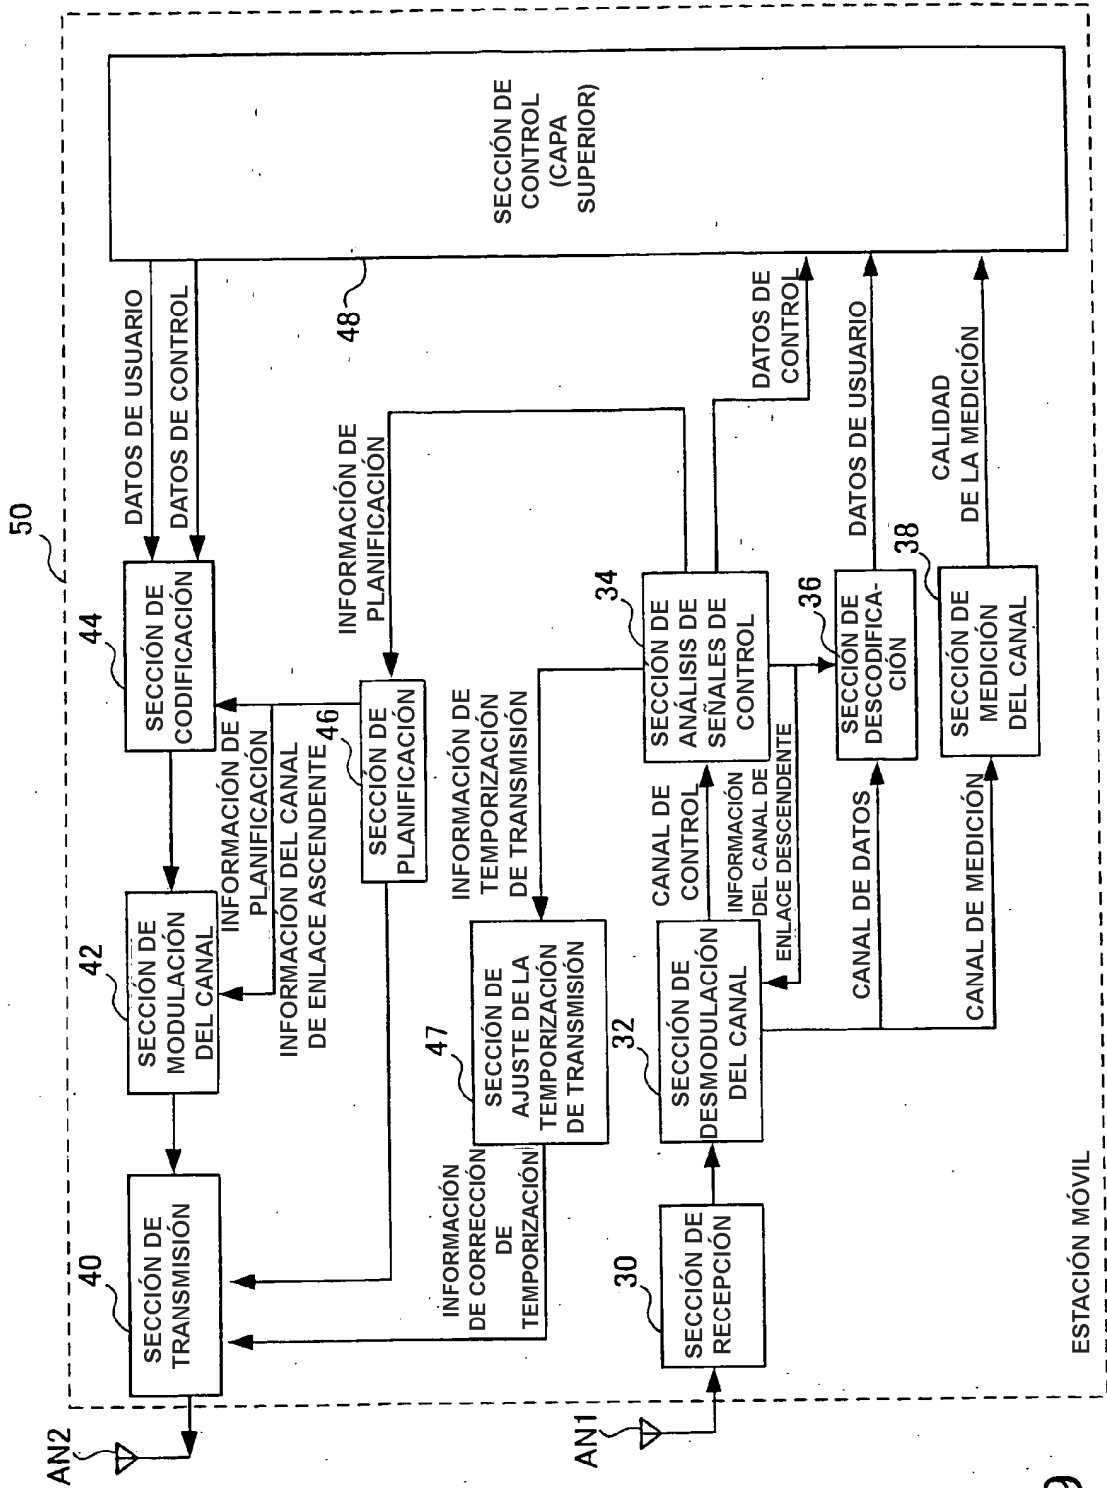 50
AN2
40
SECCIÓN DE
TRANSMISIÓN
42
SECCIÓN DE
MODULACIÓN
DEL CANAL
44
SECCIÓN DE
CODIFICACIÓN
DATOS DE USUARIO
DATOS DE CONTROL
SECCIÓN DE
CONTROL
(CAPA
SUPERIOR)
48
INFORMACIÓN DE
PLANIFICACIÓN
INFORMACIÓN DEL CANAL
DE ENLACE ASCENDENTE
46
SECCIÓN DE
PLANIFICACIÓN
INFORMACIÓN DE
PLANIFICACIÓN
INFORMACIÓN
DE CORRECCIÓN
DE
TEMPORIZACIÓN
47
SECCIÓN DE
AJUSTE DE LA
TEMPORIZACIÓN
DE TRANSMISIÓN
INFORMACIÓN DE
TEMPORIZACIÓN
DE TRANSMISIÓN
AN1
30
SECCIÓN DE
RECEPCIÓN
32
SECCIÓN DE
DESMODULACIÓN
DEL CANAL
CANAL DE
CONTROL
INFORMACIÓN
DEL CANAL DE
ENLACE DESCENDENTE
34
SECCIÓN DE
ANÁLISIS DE
SEÑALES DE
CONTROL
DATOS DE
CONTROL
CANAL DE DATOS
36
SECCIÓN DE
DESCODIFICA-
CIÓN
DATOS DE USUARIO
CANAL DE MEDICIÓN
38
SECCIÓN DE
MEDICIÓN
DEL CANAL
CALIDAD
DE LA MEDICIÓN
ESTACIÓN MÓVIL
9